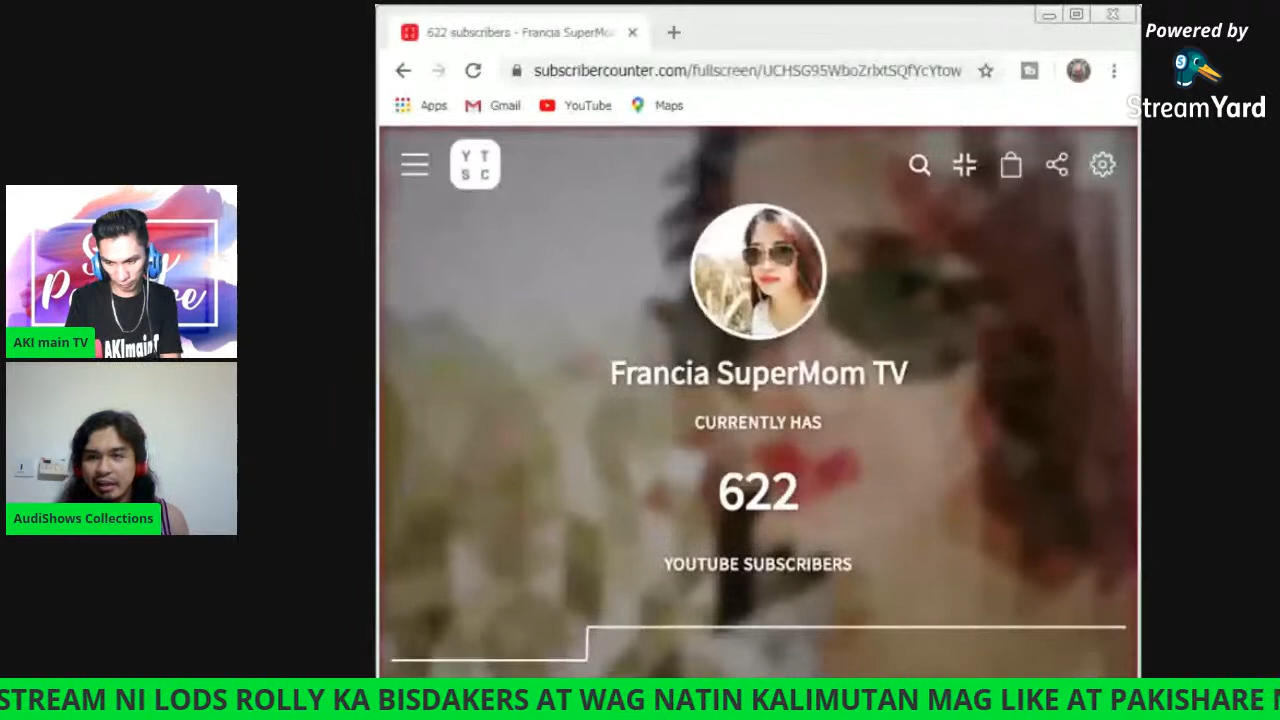 622 subscribers - Francia SuperMo
Powered by
StreamYard
subscribercounter.com/fullscreen/UCHSG95WboZrlxtSQfYcYtow
Apps Gmail YouTube Maps
Y T
S C
Francia SuperMom TV
CURRENTLY HAS
622
YOUTUBE SUBSCRIBERS
AKI main TV
AudiShows Collections
STREAM NI LODS ROLLY KA BISDAKERS AT WAG NATIN KALIMUTAN MAG LIKE AT PAKISHARE